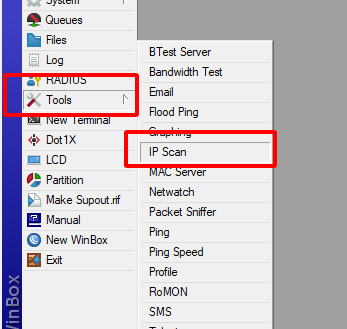 System
Queues
Files
Log
RADIUS
Tools
New Terminal
Dot1X
LCD
Partition
Make Supout.rif
Manual
New WinBox
Exit
BTest Server
Bandwidth Test
Email
Flood Ping
Graphing
IP Scan
MAC Server
Netwatch
Packet Sniffer
Ping
Ping Speed
Profile
RoMON
SMS
WinBox